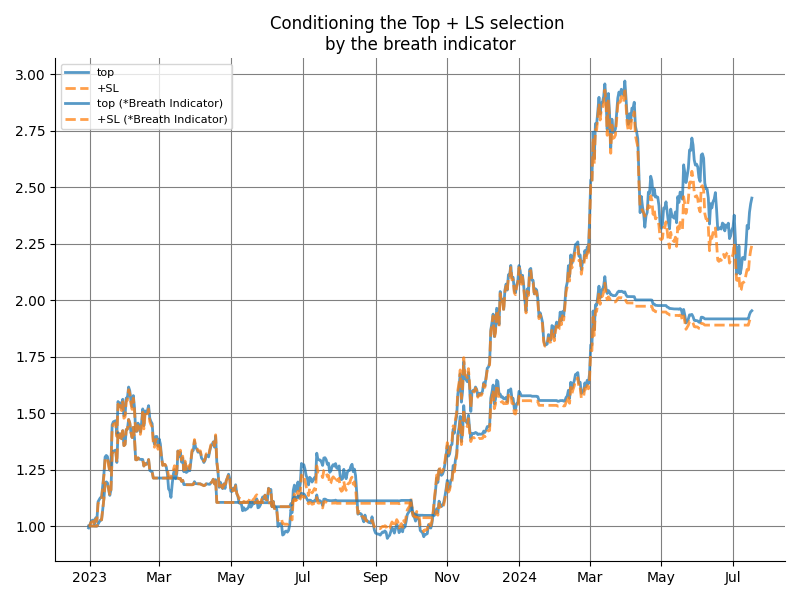 Conditioning the Top + LS selection
by the breath indicator
top
+SL
top (*Breath Indicator)
+SL (*Breath Indicator)
3.00
2.75
2.50
2.25
2.00
1.75
1.50
1.25
1.00
2023 Mar May Jul Sep Nov 2024 Mar May Jul